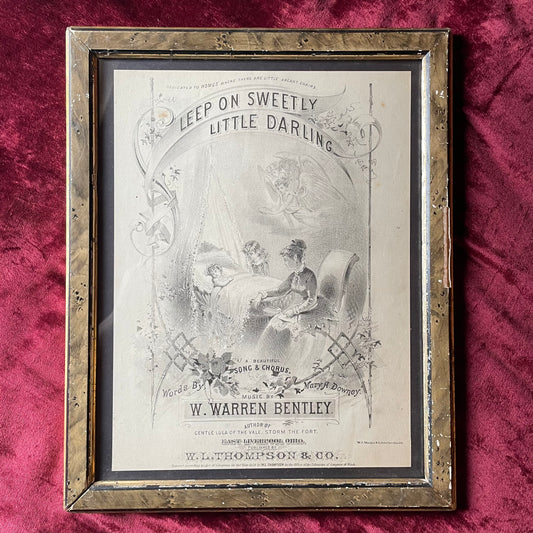 DEDICATED TO HOMES WHERE THERE ARE LITTLE VACANT CHAIRS.
SLEEP ON SWEETLY
LITTLE DARLING
A BEAUTIFUL
SONG & CHORUS.
Words By Mary A Downey.
MUSIC BY
W. WARREN BENTLEY
AUTHOR OF
GENTLE LULA OF THE VALE; STORM THE FORT.
EAST LIVERPOOL, OHIO.
PUBLISHED BY
W. L. THOMPSON & CO.